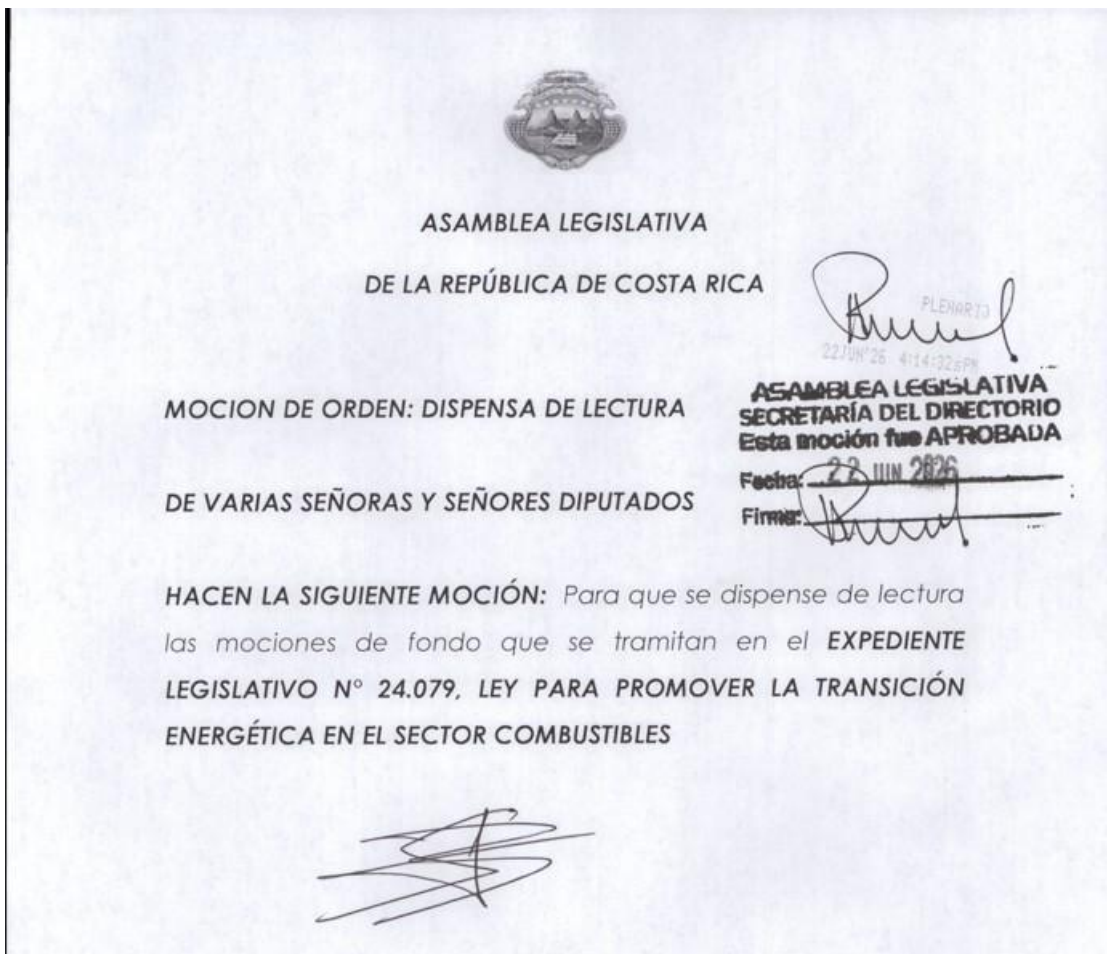 ASAMBLEA LEGISLATIVA
DE LA REPÚBLICA DE COSTA RICA
PLENARIO
22JUN'26 4:14:32PM
ASAMBLEA LEGISLATIVA
SECRETARÍA DEL DIRECTORIO
Esta moción fue APROBADA
Fecha: 22 JUN 2026
Firma:
MOCION DE ORDEN: DISPENSA DE LECTURA
DE VARIAS SEÑORAS Y SEÑORES DIPUTADOS
HACEN LA SIGUIENTE MOCIÓN: Para que se dispense de lectura
las mociones de fondo que se tramitan en el EXPEDIENTE
LEGISLATIVO N° 24.079, LEY PARA PROMOVER LA TRANSICIÓN
ENERGÉTICA EN EL SECTOR COMBUSTIBLES